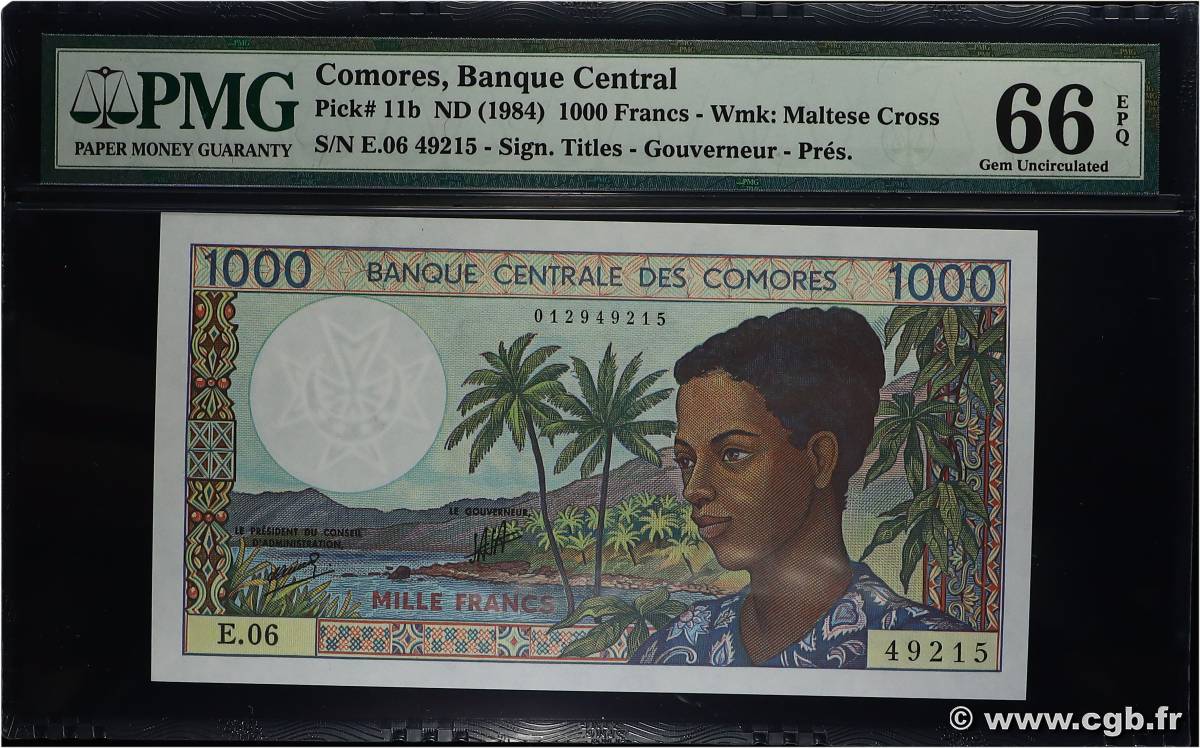 PMG
PAPER MONEY GUARANTY
Comores, Banque Central
Pick# 11b ND (1984) 1000 Francs - Wmk: Maltese Cross
S/N E.06 49215 - Sign. Titles - Gouverneur - Prés.
66
EPQ
Gem Uncirculated
1000 BANQUE CENTRALE DES COMORES 1000
012949215
LE GOUVERNEUR,
LE PRÉSIDENT DU CONSEIL
D'ADMINISTRATION,
MILLE FRANCS
E.06
49215
© www.cgb.fr